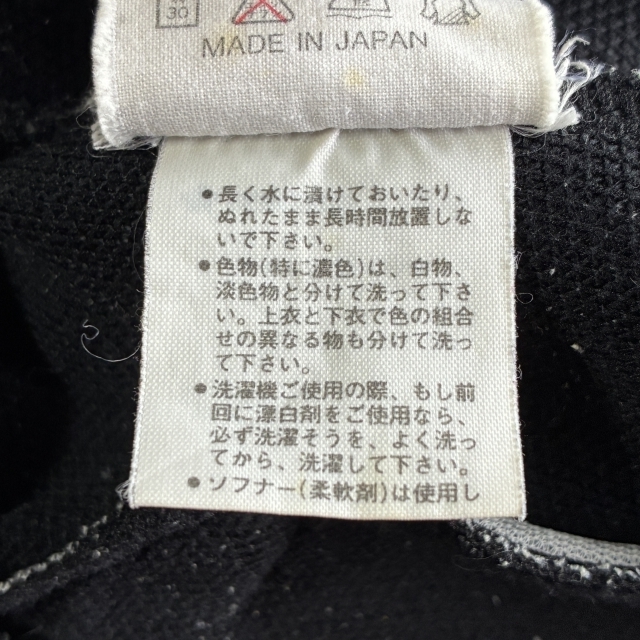 30
MADE IN JAPAN
●長く水に漬けておいたり、
ぬれたまま長時間放置しな
いで下さい。
●色物(特に濃色)は、白物、
淡色物と分けて洗って下さ
い。上衣と下衣で色の組合
せの異なる物も分けて洗っ
て下さい。
●洗濯機ご使用の際、もし前
回に漂白剤をご使用なら、
必ず洗濯そうを、よく洗っ
てから、洗濯して下さい。
●ソフナー(柔軟剤)は使用し